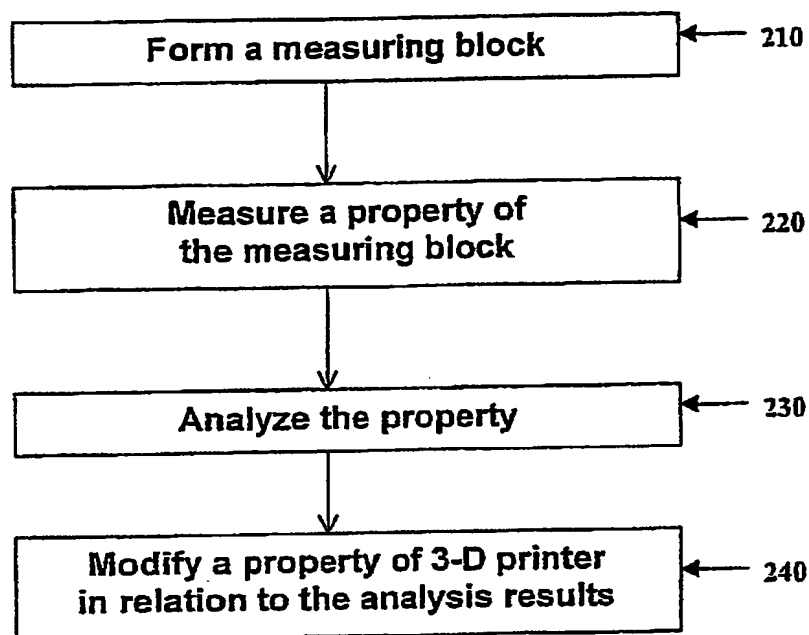 Form a measuring block
210
Measure a property of
the measuring block
220
Analyze the property
230
Modify a property of 3-D printer
in relation to the analysis results
240